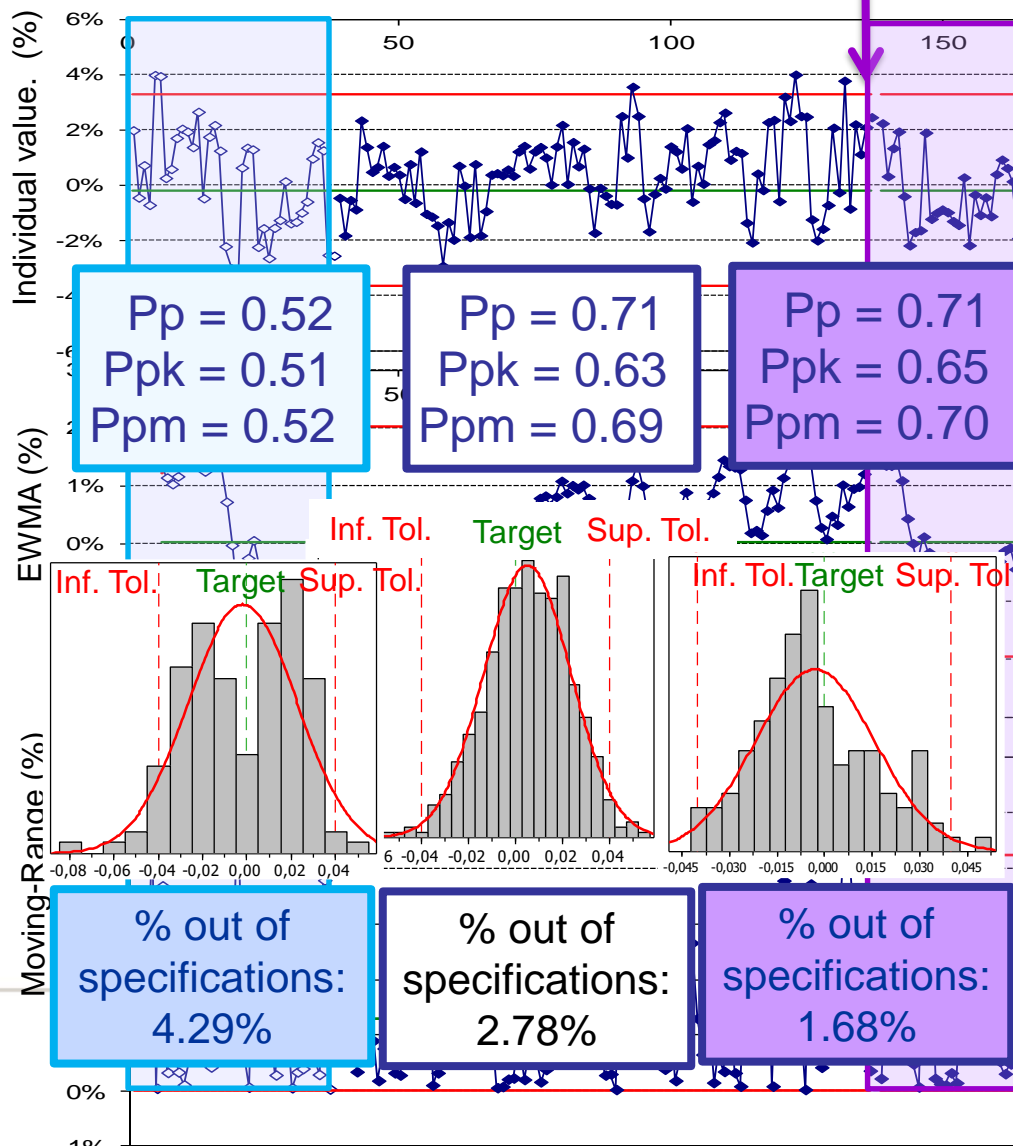 Individual value. (%)
6%
0
50
100
150
4%
2%
0%
-2%
-4
-6
Pp = 0.52
Ppk = 0.51
Ppm = 0.52
Pp = 0.71
Ppk = 0.63
Ppm = 0.69
Pp = 0.71
Ppk = 0.65
Ppm = 0.70
EWMA (%)
1%
0%
Inf. Tol.
Target
Sup. Tol.
Inf. Tol.
Target
Sup. Tol.
Inf. Tol.
Target
Sup. Tol
-0,08 -0,06 -0,04 -0,02 0,00 0,02 0,04
6 -0,04 -0,02 0,00 0,02 0,04
-0,045 -0,030 -0,015 0,000 0,015 0,030 0,045
Moving-Range (%)
% out of
specifications:
4.29%
% out of
specifications:
2.78%
% out of
specifications:
1.68%
0%